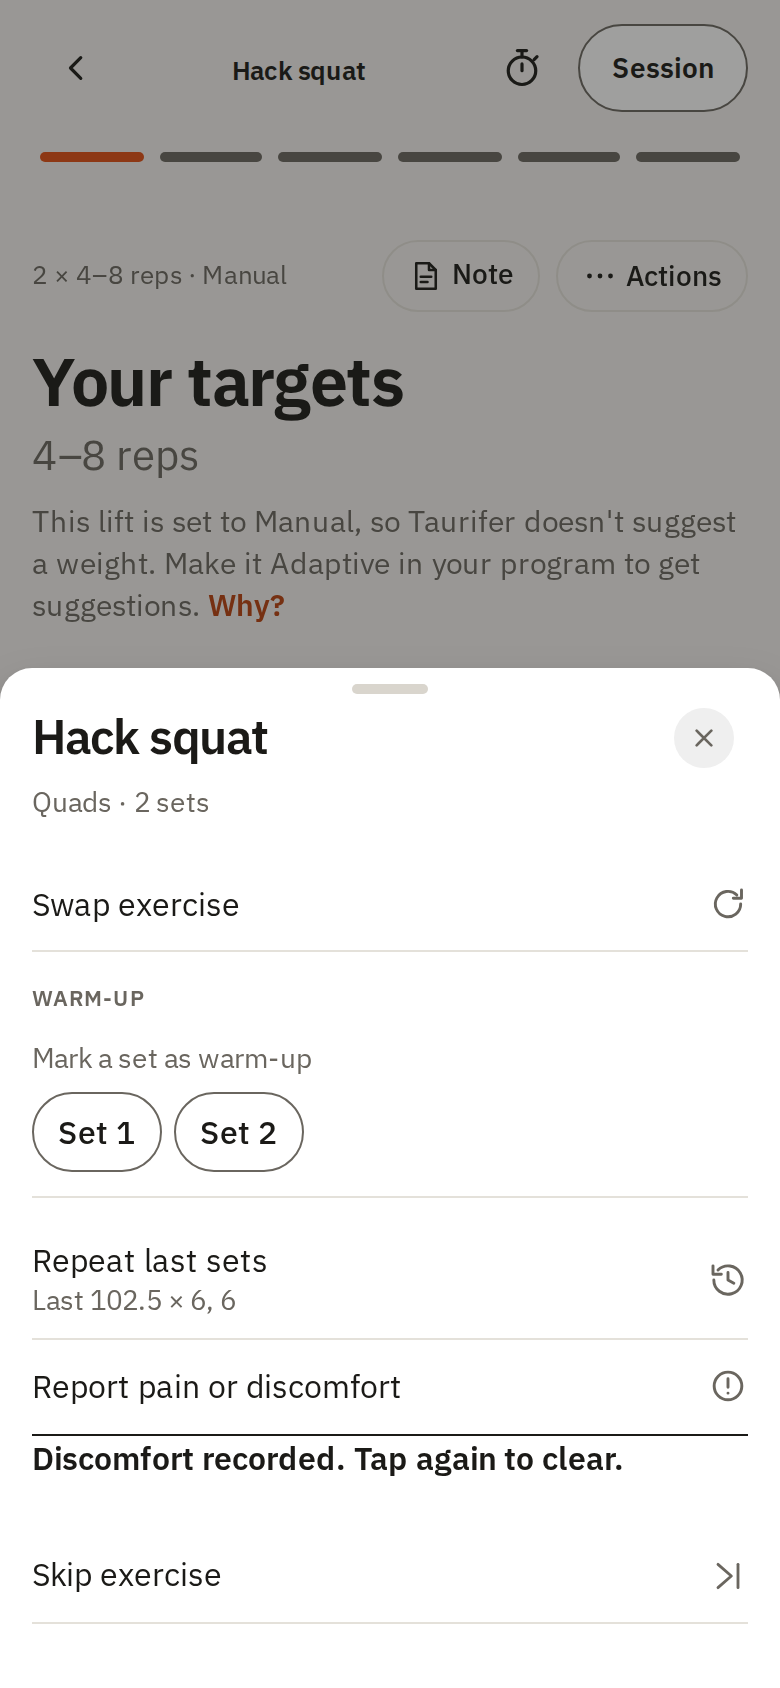 Hack squat
Session
2 × 4–8 reps · Manual
Note
Actions
Your targets
4–8 reps
This lift is set to Manual, so Taurifer doesn't suggest
a weight. Make it Adaptive in your program to get
suggestions. Why?
Hack squat
Quads · 2 sets
Swap exercise
WARM-UP
Mark a set as warm-up
Set 1
Set 2
Repeat last sets
Last 102.5 × 6, 6
Report pain or discomfort
Discomfort recorded. Tap again to clear.
Skip exercise